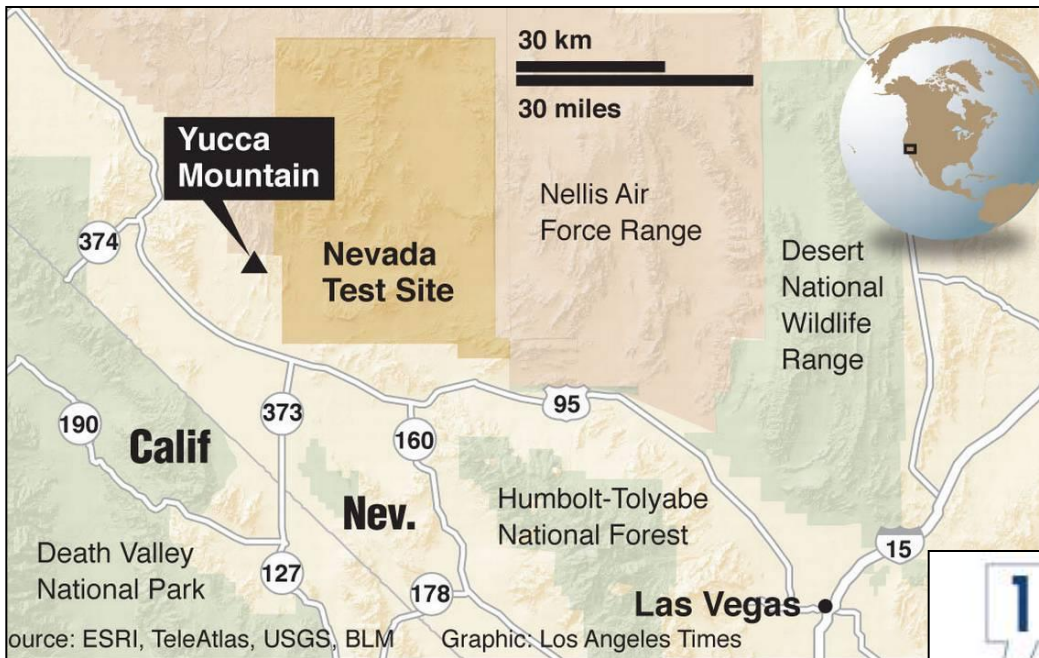 30 km
30 miles
Yucca
Mountain
Nellis Air
Force Range
374
Nevada
Test Site
Desert
National
Wildlife
Range
95
190
373
160
Calif
Nev.
Humbolt-Tolyabe
National Forest
15
Death Valley
National Park
127
178
Las Vegas
ource: ESRI, TeleAtlas, USGS, BLM
Graphic: Los Angeles Times
1